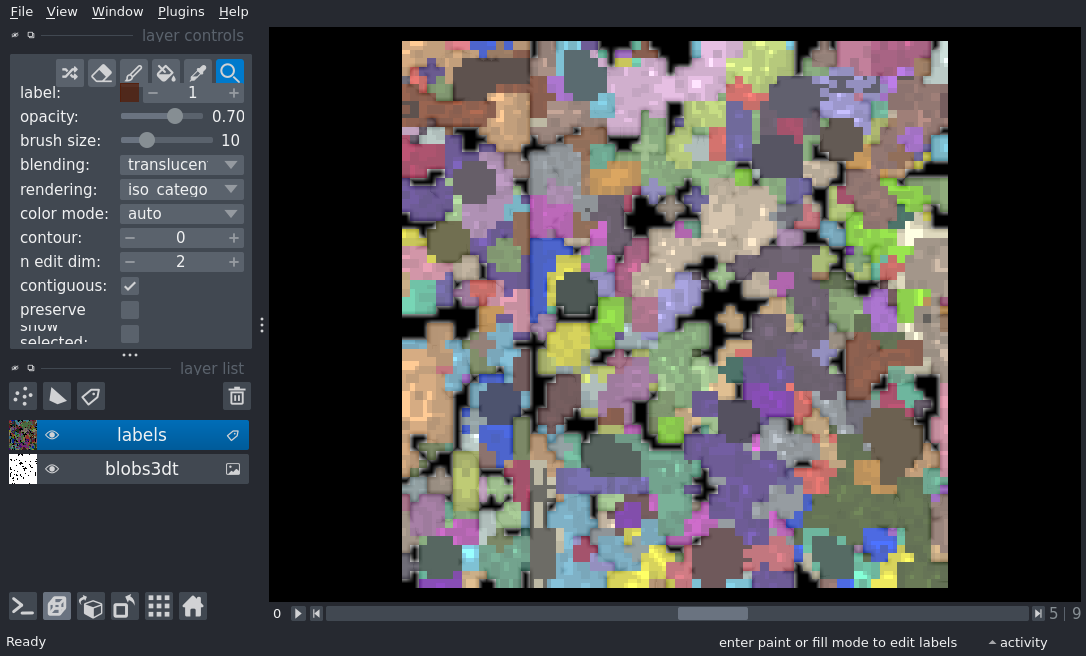 File View Window Plugins Help
layer controls
label: 1
opacity: 0.70
brush size: 10
blending: translucen
rendering: iso_catego
color mode: auto
contour: 0
n edit dim: 2
contiguous:
preserve
show
selected:
layer list
labels
blobs3dt
0 5 | 9
Ready enter paint or fill mode to edit labels activity